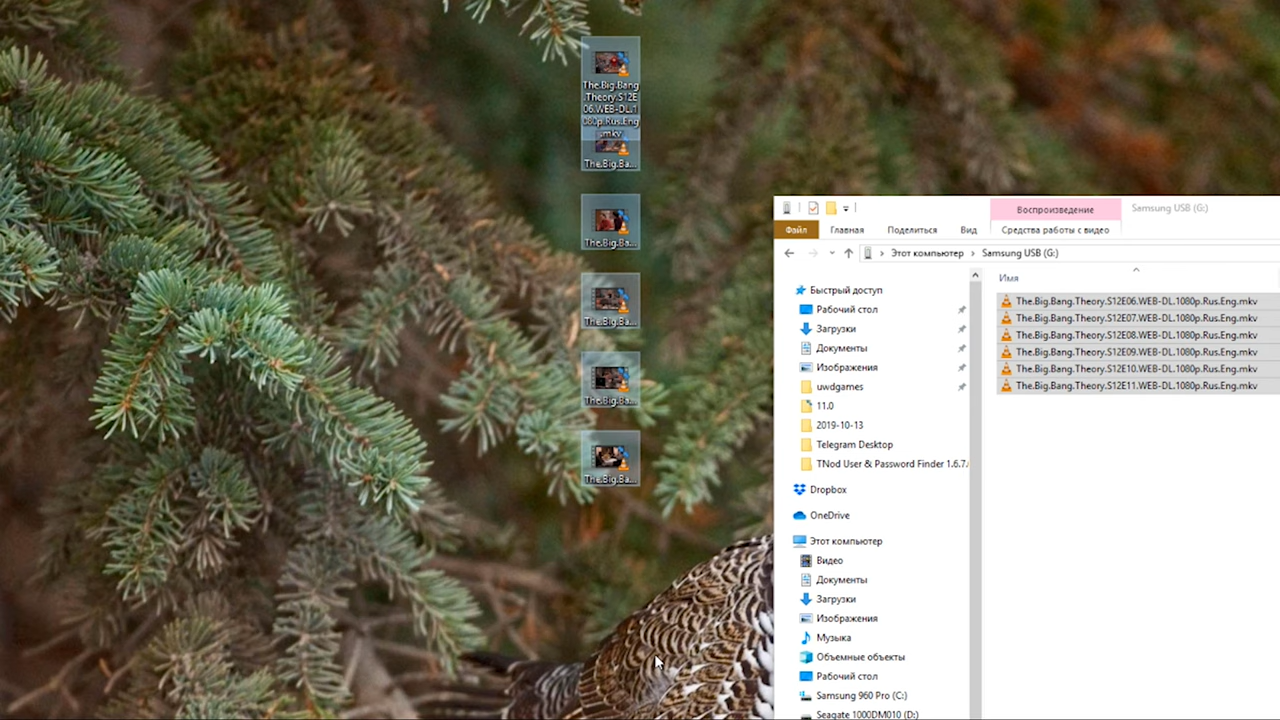 The.Big.Bang
.Theory.S12E
06.WEB-DL.1
080p.Rus.Eng
.mkv
The.Big.Ba...
The.Big.Ba...
The.Big.Ba...
The.Big.Ba...
The.Big.Ba...
Воспроизведение
Samsung USB (G:)
Файл
Главная
Поделиться
Вид
Средства работы с видео
Этот компьютер
Samsung USB (G:)
Имя
Быстрый доступ
Рабочий стол
Загрузки
Документы
Изображения
uwdgames
11.0
2019-10-13
Telegram Desktop
TNod User & Password Finder 1.6.7.
Dropbox
OneDrive
Этот компьютер
Видео
Документы
Загрузки
Изображения
Музыка
Объемные объекты
Рабочий стол
Samsung 960 Pro (C:)
Seagate 1000DM010 (D:)
The.Big.Bang.Theory.S12E06.WEB-DL.1080p.Rus.Eng.mkv
The.Big.Bang.Theory.S12E07.WEB-DL.1080p.Rus.Eng.mkv
The.Big.Bang.Theory.S12E08.WEB-DL.1080p.Rus.Eng.mkv
The.Big.Bang.Theory.S12E09.WEB-DL.1080p.Rus.Eng.mkv
The.Big.Bang.Theory.S12E10.WEB-DL.1080p.Rus.Eng.mkv
The.Big.Bang.Theory.S12E11.WEB-DL.1080p.Rus.Eng.mkv